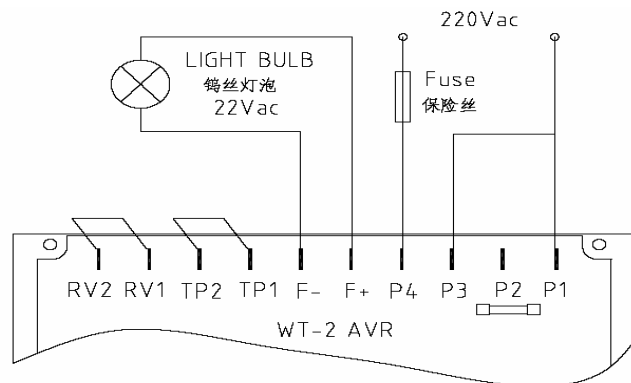 220Vac
LIGHT BULB
钨丝灯泡
22Vac
Fuse
保险丝
RV2 RV1 TP2 TP1 F- F+ P4 P3 P2 P1
WT-2 AVR